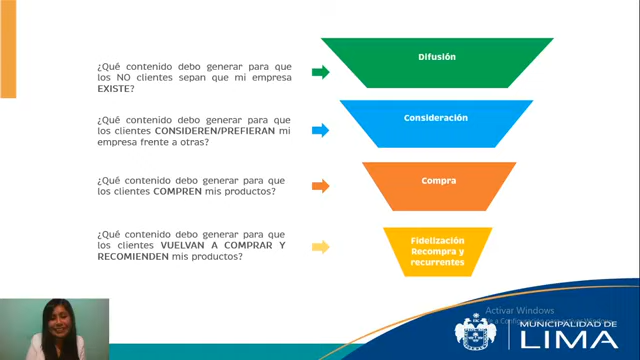 ¿Qué contenido debo generar para que
los NO clientes sepan que mi empresa
EXISTE?
Difusión
¿Qué contenido debo generar para que
los clientes CONSIDEREN/PREFIERAN mi
empresa frente a otras?
Consideración
¿Qué contenido debo generar para que
los clientes COMPREN mis productos?
Compra
¿Qué contenido debo generar para que
los clientes VUELVAN A COMPRAR Y
RECOMIENDEN mis productos?
Fidelización
Recompra y
recurrentes
Activar Windows
MUNICIPALIDAD DE
LIMA